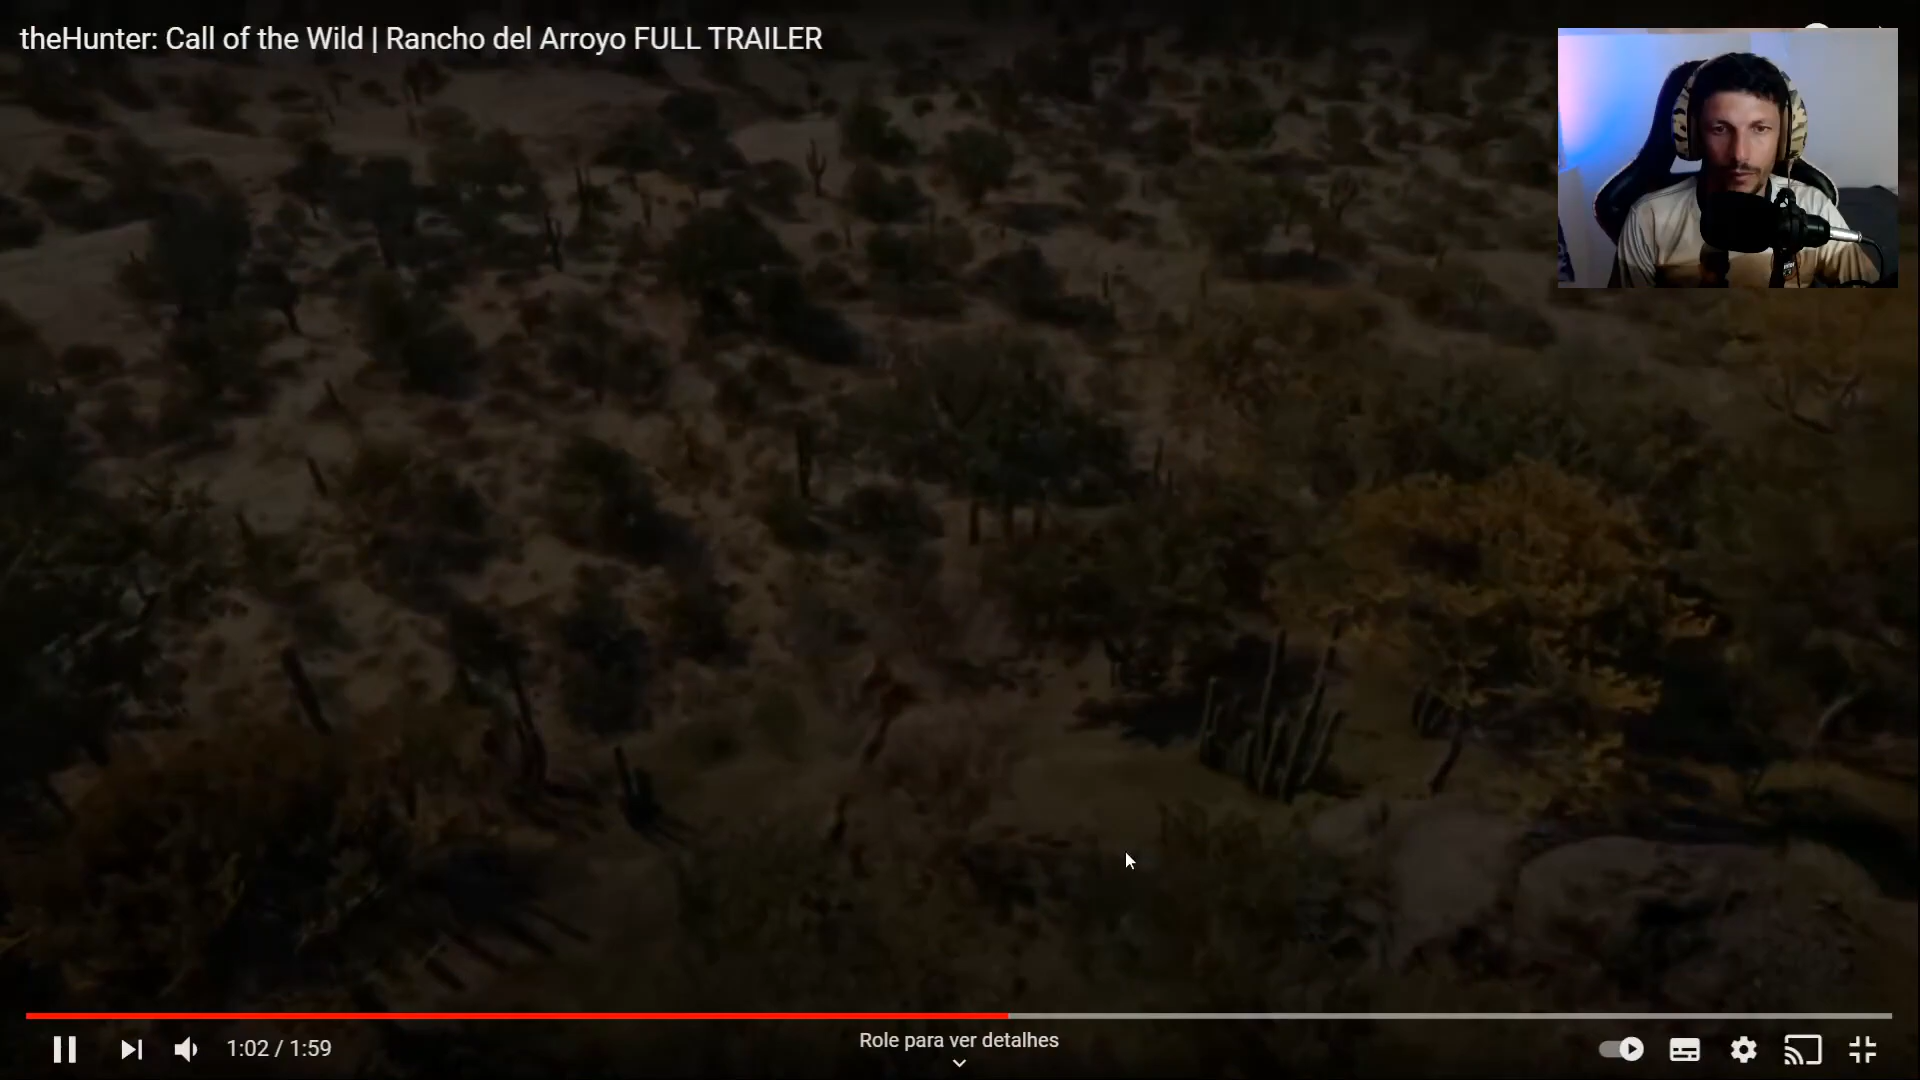 theHunter: Call of the Wild | Rancho del Arroyo FULL TRAILER
1:02 / 1:59
Role para ver detalhes